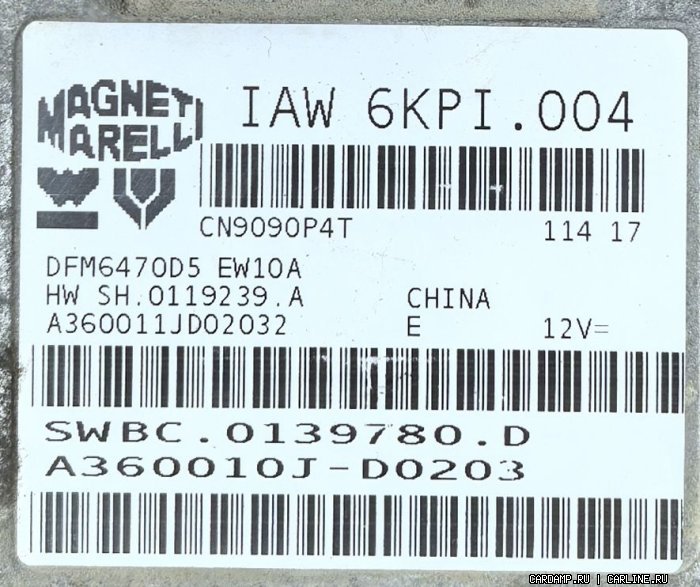 MAGNETI
MARELLI
IAW 6KPI.004
CN9090P4T 114 17
DFM6470D5 EW10A
HW SH.0119239.A CHINA
A360011JD02032 E 12V=
SWBC.0139780.D
A360010J-D0203
CARDAMP.RU | CARLINE.RU